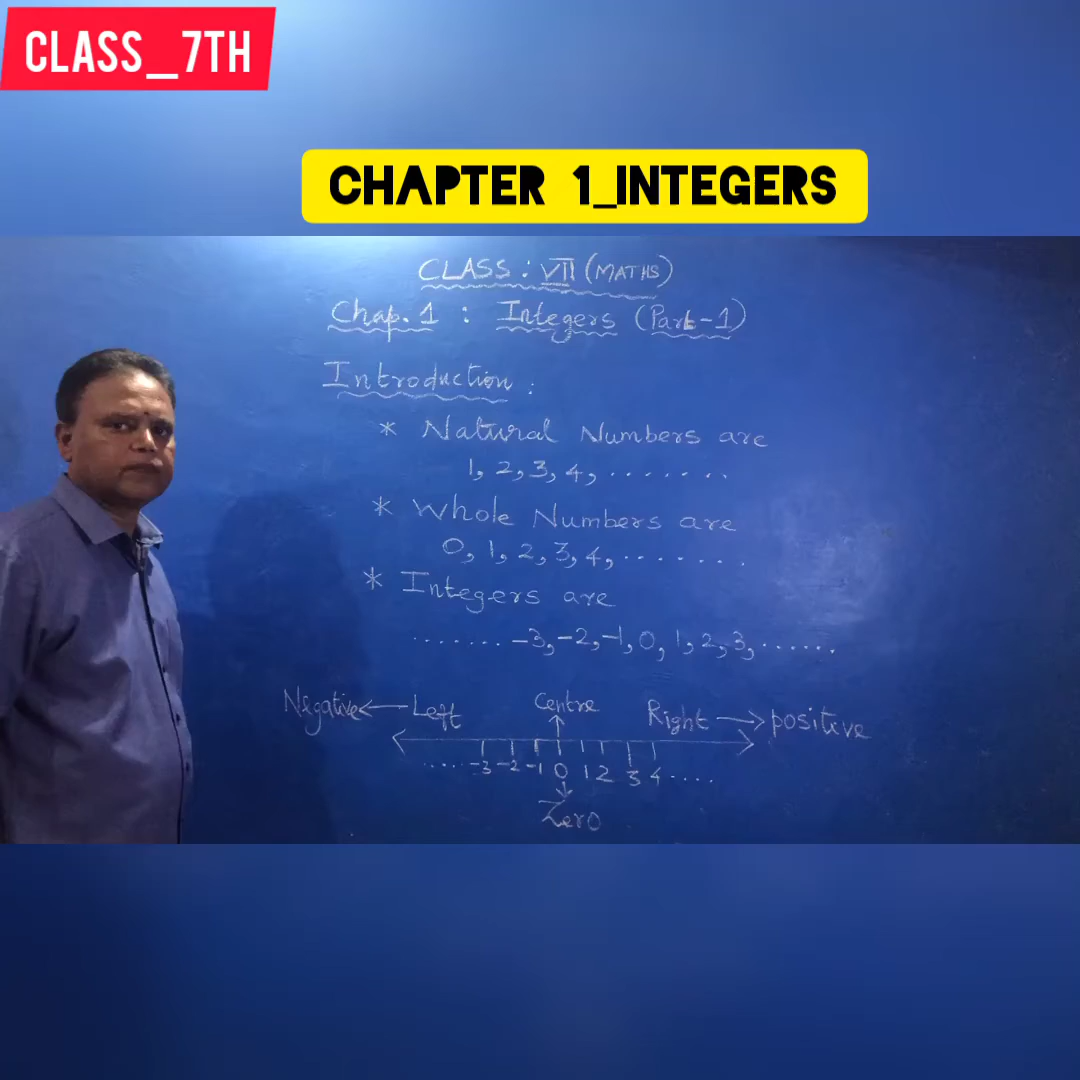 CLASS_7TH
CHAPTER 1_INTEGERS
CLASS : VII (MATHS)
Chap. 1 : Integers (Part-1)
Introduction :
* Natural Numbers are
1, 2, 3, 4, ........
* Whole Numbers are
0, 1, 2, 3, 4, ........
* Integers are
........ -3, -2, -1, 0, 1, 2, 3, ......
Negative ← Left Centre Right → positive
..... -3 -2 -1 0 1 2 3 4 .....
Zero